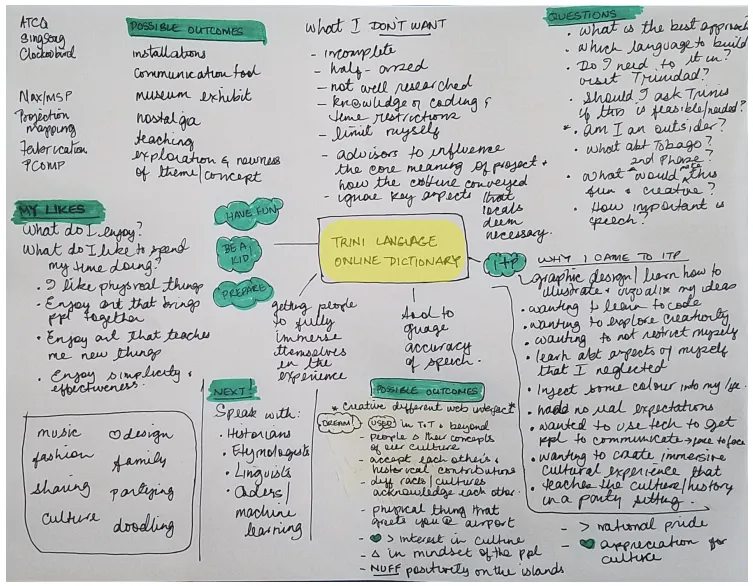 ATCQ
SingSong
Clockwobird
Max/MSP
Projection
mapping
Fabrication
PCOMP
POSSIBLE OUTCOMES
installations
communication tool
museum exhibit
nostalgia
teaching
exploration & newness
of theme/concept
What I DON'T WANT
- incomplete
- half-arsed
- not well researched
- knowledge of coding &
time restrictions
- limit myself
- advisors to influence
the core meaning of project +
how the culture conveyed
- ignore key aspects that
locals
deem
necessary.
QUESTIONS
• What is the best approach
• Which language to build
it in?
• Do I need to
visit Trinidad?
• Should I ask Trinis
if this is feasible/needed?
* • Am I an outsider?
• What abt Tobago?
2nd Phase?
• What would make this
fun & creative?
• How important is
speech?
MY LIKES
What do I enjoy?
What do I like to spend
my time doing?
• I like physical things
• Enjoy art that brings
ppl together
• Enjoy art that teaches
me new things
• Enjoy simplicity &
effectiveness.
HAVE FUN
BE A
KID
PREPARE
TRINI LANGUAGE
ONLINE DICTIONARY
getting people
to fully
immerse
themselves
in the
experience
tool to
guage
accuracy
of speech.
ITP
WHY I CAME TO ITP
• graphic design/learn how to
illustrate & visualize my ideas
• wanting to learn to code
• wanting to explore creativity
• wanting to not restrict myself
• learn abt aspects of myself
that I neglected
• Inject some colour into my life.
• had no real expectations
• wanted to use tech to get
ppl to communicate face to face
• wanting to create immersive
cultural experience that
teaches the culture/history
in a party setting.
- > national pride
- appreciation for
culture
music
design
fashion
family
sharing
partying
culture
doodling
NEXT!
Speak with:
• Historians
• Etymologists
• Linguists
• Coders/
machine
learning
POSSIBLE OUTCOMES
* Creative different web interface *
DREAM!
USED in T&T & beyond
- people & their concepts
of our culture
- accept each others
historical contributions
- diff races/cultures
acknowledge each other.
- physical thing that
greets you @ airport
- > interest in culture
- Δ in mindset of the ppl
- NUFF positivity on the islands